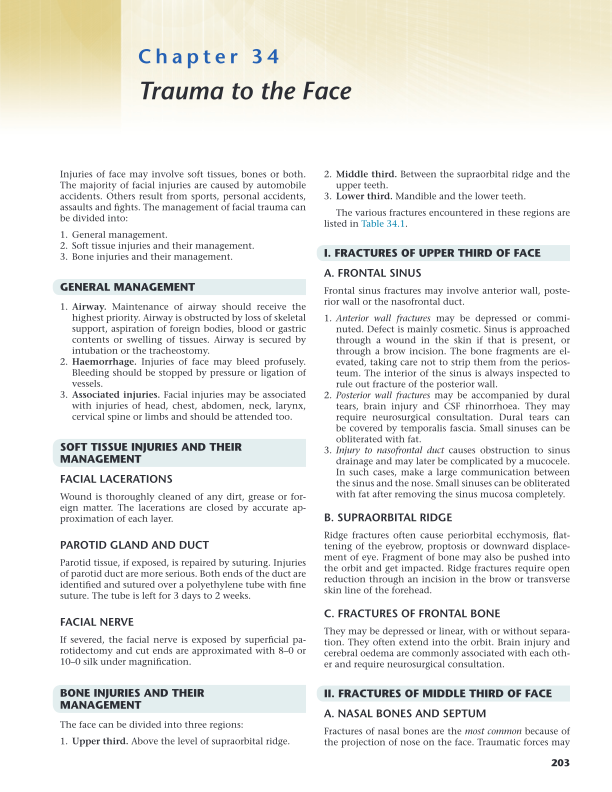 Chapter 34
Trauma to the Face
Injuries of face may involve soft tissues, bones or both.
The majority of facial injuries are caused by automobile
accidents. Others result from sports, personal accidents,
assaults and fights. The management of facial trauma can
be divided into:
1. General management.
2. Soft tissue injuries and their management.
3. Bone injuries and their management.
GENERAL MANAGEMENT
1. Airway. Maintenance of airway should receive the
highest priority. Airway is obstructed by loss of skeletal
support, aspiration of foreign bodies, blood or gastric
contents or swelling of tissues. Airway is secured by
intubation or the tracheostomy.
2. Haemorrhage. Injuries of face may bleed profusely.
Bleeding should be stopped by pressure or ligation of
vessels.
3. Associated injuries. Facial injuries may be associated
with injuries of head, chest, abdomen, neck, larynx,
cervical spine or limbs and should be attended too.
SOFT TISSUE INJURIES AND THEIR
MANAGEMENT
FACIAL LACERATIONS
Wound is thoroughly cleaned of any dirt, grease or for-
eign matter. The lacerations are closed by accurate ap-
proximation of each layer.
PAROTID GLAND AND DUCT
Parotid tissue, if exposed, is repaired by suturing. Injuries
of parotid duct are more serious. Both ends of the duct are
identified and sutured over a polyethylene tube with fine
suture. The tube is left for 3 days to 2 weeks.
FACIAL NERVE
If severed, the facial nerve is exposed by superficial pa-
rotidectomy and cut ends are approximated with 8–0 or
10–0 silk under magnification.
BONE INJURIES AND THEIR
MANAGEMENT
The face can be divided into three regions:
1. Upper third. Above the level of supraorbital ridge.
2. Middle third. Between the supraorbital ridge and the
upper teeth.
3. Lower third. Mandible and the lower teeth.
The various fractures encountered in these regions are
listed in Table 34.1.
I. FRACTURES OF UPPER THIRD OF FACE
A. FRONTAL SINUS
Frontal sinus fractures may involve anterior wall, poste-
rior wall or the nasofrontal duct.
1. Anterior wall fractures may be depressed or commi-
nuted. Defect is mainly cosmetic. Sinus is approached
through a wound in the skin if that is present, or
through a brow incision. The bone fragments are el-
evated, taking care not to strip them from the perios-
teum. The interior of the sinus is always inspected to
rule out fracture of the posterior wall.
2. Posterior wall fractures may be accompanied by dural
tears, brain injury and CSF rhinorrhoea. They may
require neurosurgical consultation. Dural tears can
be covered by temporalis fascia. Small sinuses can be
obliterated with fat.
3. Injury to nasofrontal duct causes obstruction to sinus
drainage and may later be complicated by a mucocele.
In such cases, make a large communication between
the sinus and the nose. Small sinuses can be obliterated
with fat after removing the sinus mucosa completely.
B. SUPRAORBITAL RIDGE
Ridge fractures often cause periorbital ecchymosis, flat-
tening of the eyebrow, proptosis or downward displace-
ment of eye. Fragment of bone may also be pushed into
the orbit and get impacted. Ridge fractures require open
reduction through an incision in the brow or transverse
skin line of the forehead.
C. FRACTURES OF FRONTAL BONE
They may be depressed or linear, with or without separa-
tion. They often extend into the orbit. Brain injury and
cerebral oedema are commonly associated with each oth-
er and require neurosurgical consultation.
II. FRACTURES OF MIDDLE THIRD OF FACE
A. NASAL BONES AND SEPTUM
Fractures of nasal bones are the most common because of
the projection of nose on the face. Traumatic forces may
203